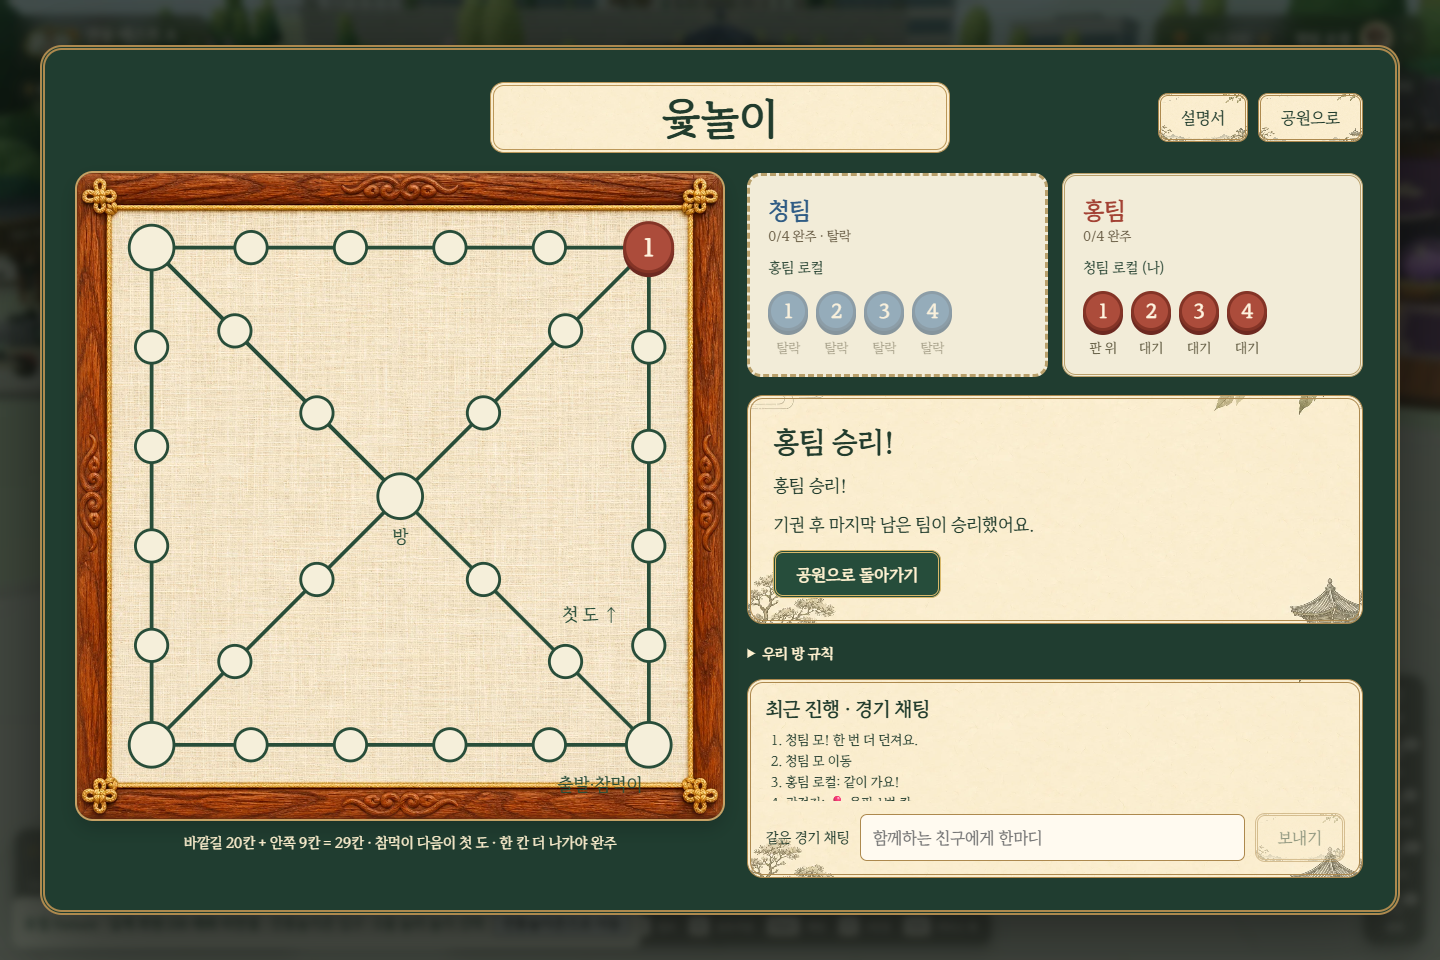 윷놀이
설명서
공원으로
1
방
첫 도 ↑
출발·참먹이
바깥길 20칸 + 안쪽 9칸 = 29칸 · 참먹이 다음이 첫 도 · 한 칸 더 나가야 완주
청팀
0/4 완주 · 탈락
홍팀 로컬
1 2 3 4
탈락 탈락 탈락 탈락
홍팀
0/4 완주
청팀 로컬 (나)
1 2 3 4
판 위 대기 대기 대기
홍팀 승리!
홍팀 승리!
기권 후 마지막 남은 팀이 승리했어요.
공원으로 돌아가기
▶ 우리 방 규칙
최근 진행 · 경기 채팅
1. 청팀 모! 한 번 더 던져요.
2. 청팀 모 이동
3. 홍팀 로컬: 같이 가요!
같은 경기 채팅
함께하는 친구에게 한마디
보내기